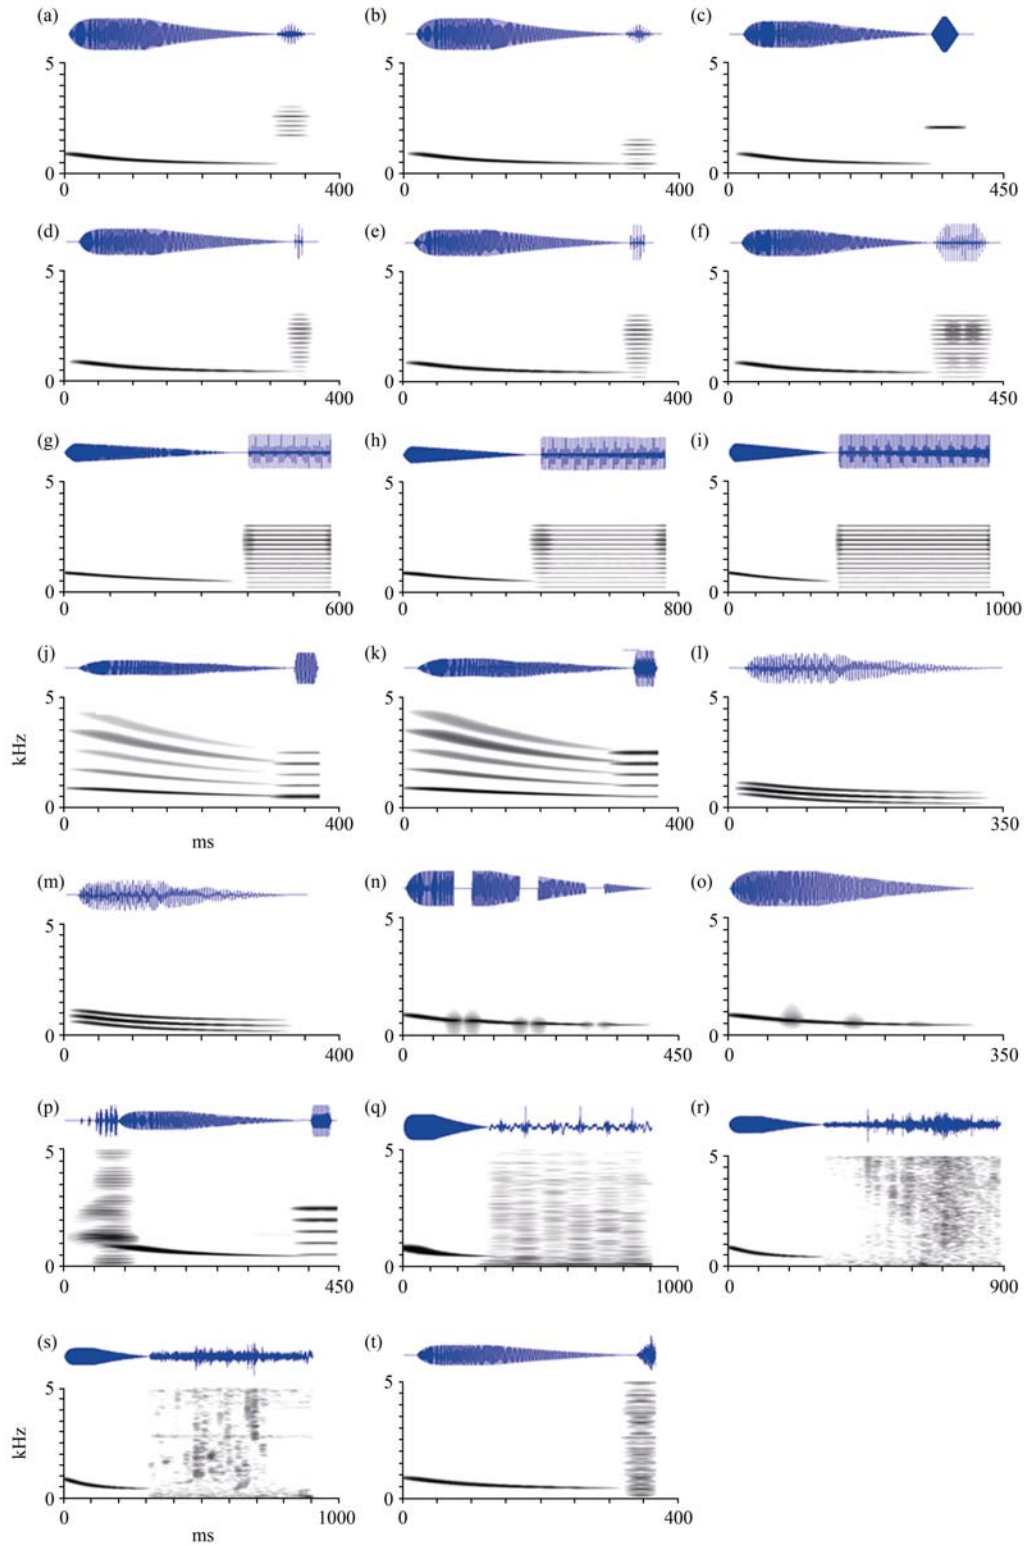 (a) (b) (c)
5 5 5
0 0 0
0 400 0 400 0 450
(d) (e) (f)
5 5 5
0 0 0
0 400 0 400 0 450
(g) (h) (i)
5 5 5
0 0 0
0 600 0 800 0 1000
(j) (k) (l)
5 5 5
kHz
0 0 0
0 400 0 400 0 350
ms
(m) (n) (o)
5 5 5
0 0 0
0 400 0 450 0 350
(p) (q) (r)
5 5 5
0 0 0
0 450 0 1000 0 900
(s) (t)
5 5
kHz
0 0
0 1000 0 400
ms